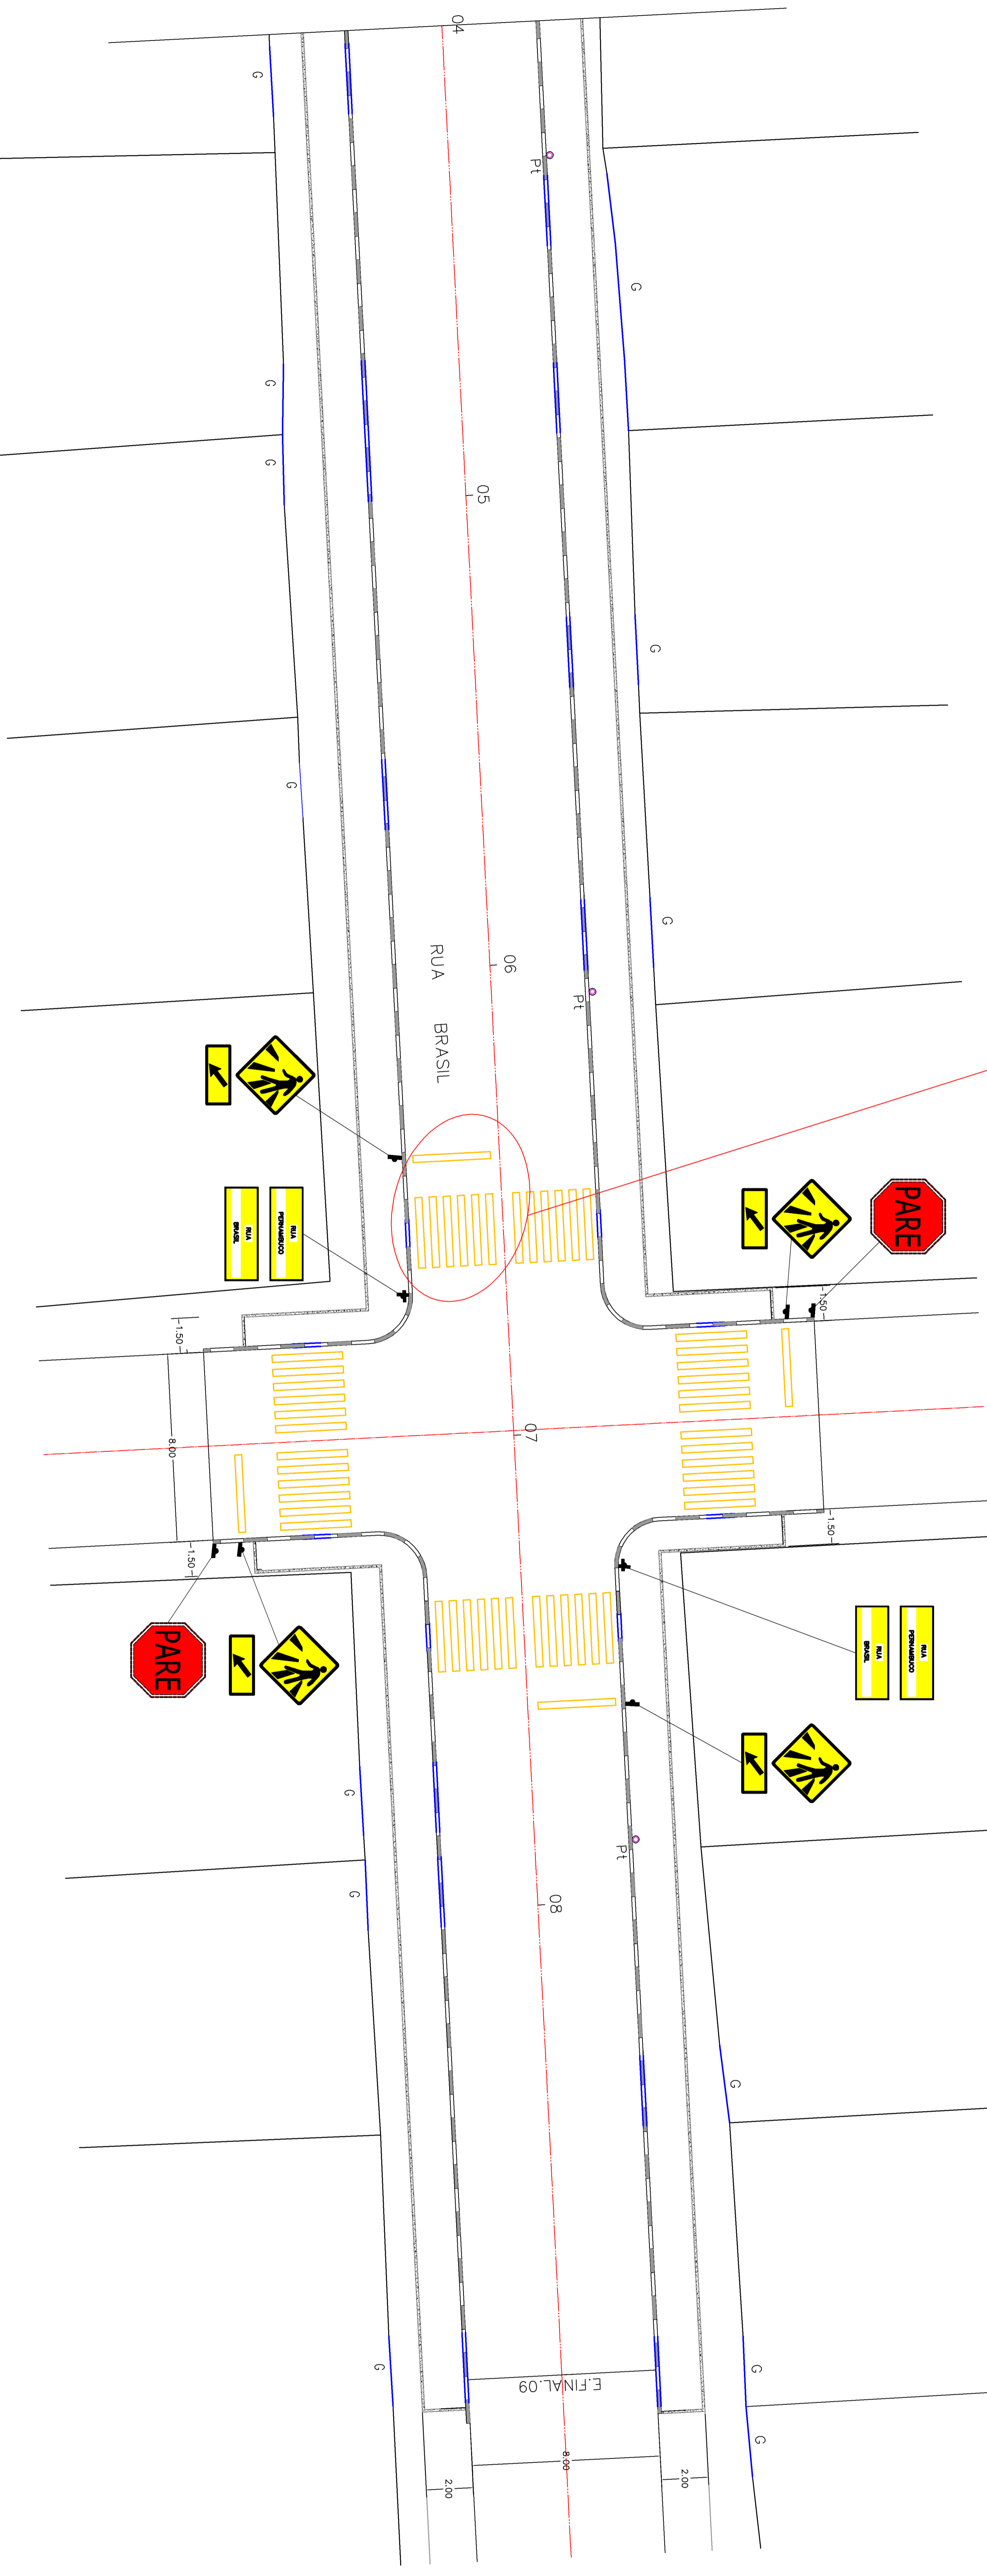 04
G
Pt
G
G
G
05
G
G
G
06
Pt
RUA BRASIL
PARE
RUA
PERNAMBUCO
RUA
BRASIL
1.50
1.50
8.00
07
1.50
1.50
PARE
RUA
PERNAMBUCO
RUA
BRASIL
G
Pt
G
08
G
G
G
E.FINAL.09
G
8.00
2.00
2.00